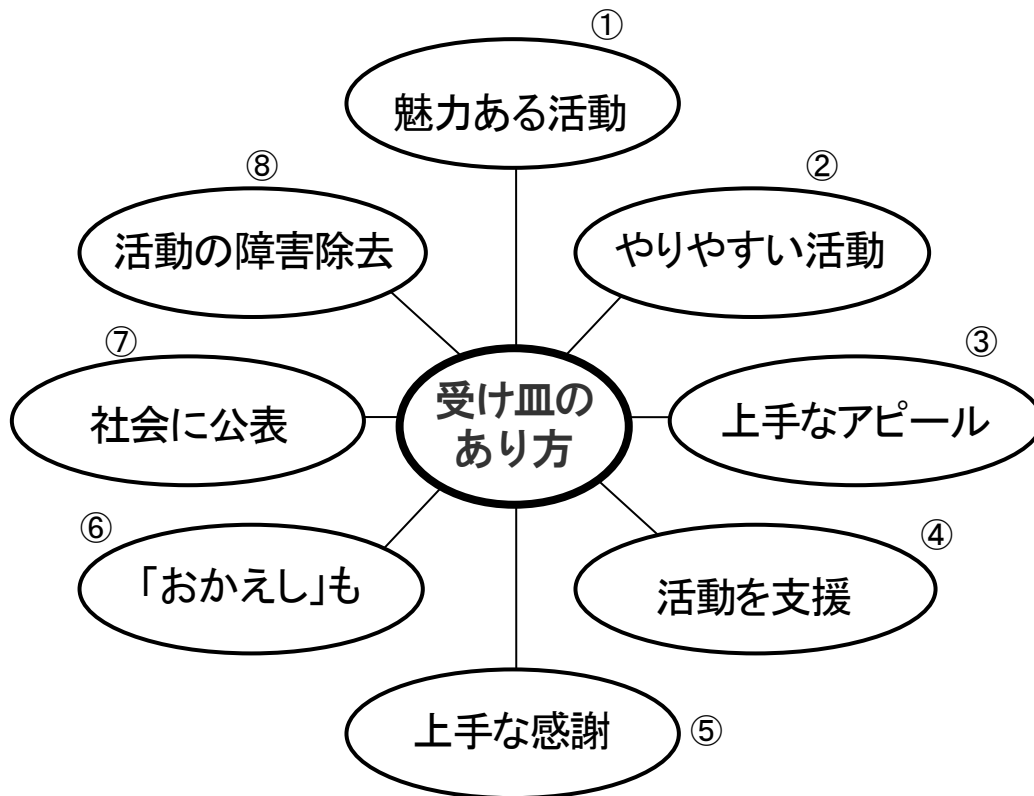 ①
魅力ある活動
②
やりやすい活動
③
上手なアピール
④
活動を支援
⑤
上手な感謝
⑥
「おかえし」も
⑦
社会に公表
⑧
活動の障害除去
受け皿の
あり方